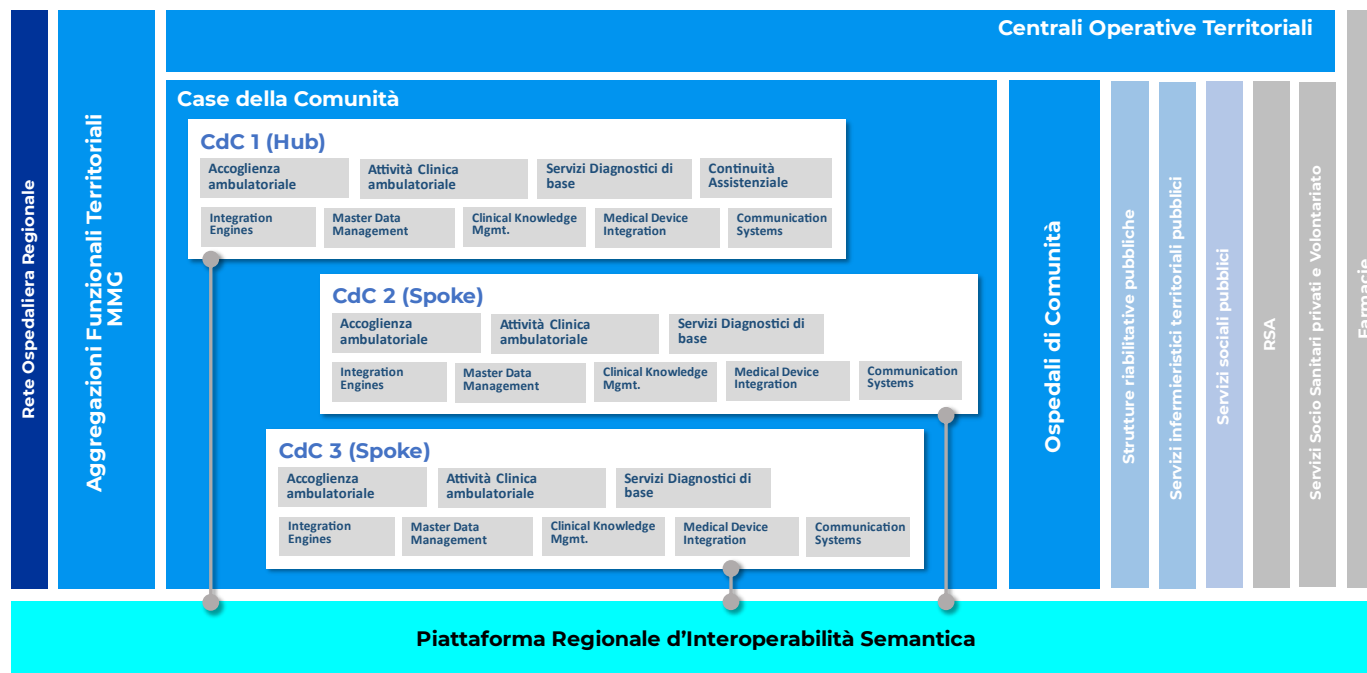 Centrali Operative Territoriali
Rete Ospedaliera Regionale
Aggregazioni Funzionali Territoriali
MMG
Case della Comunità
CdC 1 (Hub)
Accoglienza
ambulatoriale
Attività Clinica
ambulatoriale
Servizi Diagnostici di
base
Continuità
Assistenziale
Integration
Engines
Master Data
Management
Clinical Knowledge
Mgmt.
Medical Device
Integration
Communication
Systems
CdC 2 (Spoke)
Accoglienza
ambulatoriale
Attività Clinica
ambulatoriale
Servizi Diagnostici di
base
Integration
Engines
Master Data
Management
Clinical Knowledge
Mgmt.
Medical Device
Integration
Communication
Systems
CdC 3 (Spoke)
Accoglienza
ambulatoriale
Attività Clinica
ambulatoriale
Servizi Diagnostici di
base
Integration
Engines
Master Data
Management
Clinical Knowledge
Mgmt.
Medical Device
Integration
Communication
Systems
Ospedali di Comunità
Strutture riabilitative pubbliche
Servizi infermieristici territoriali pubblici
Servizi sociali pubblici
RSA
Servizi Socio Sanitari privati e Volontariato
Farmacie
Piattaforma Regionale d’Interoperabilità Semantica